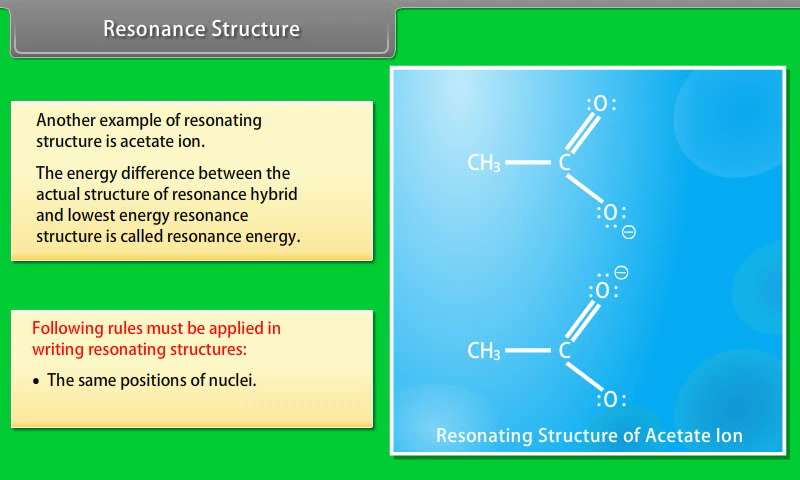 Resonance Structure
Another example of resonating
structure is acetate ion.
The energy difference between the
actual structure of resonance hybrid
and lowest energy resonance
structure is called resonance energy.
Following rules must be applied in
writing resonating structures:
• The same positions of nuclei.
:O:
CH₃ C
:O:
⊖
⊖
:O:
CH₃ C
:O:
Resonating Structure of Acetate Ion